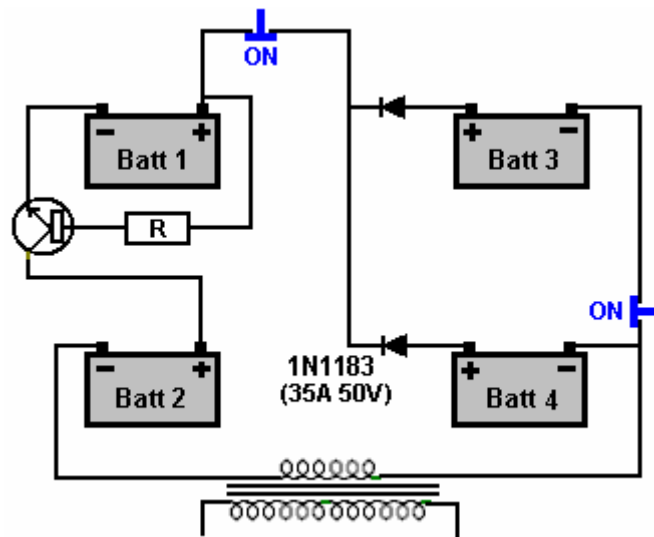 ON
- +
Batt 1
+ -
Batt 3
R
ON
- +
Batt 2
1N1183
(35A 50V)
+ -
Batt 4